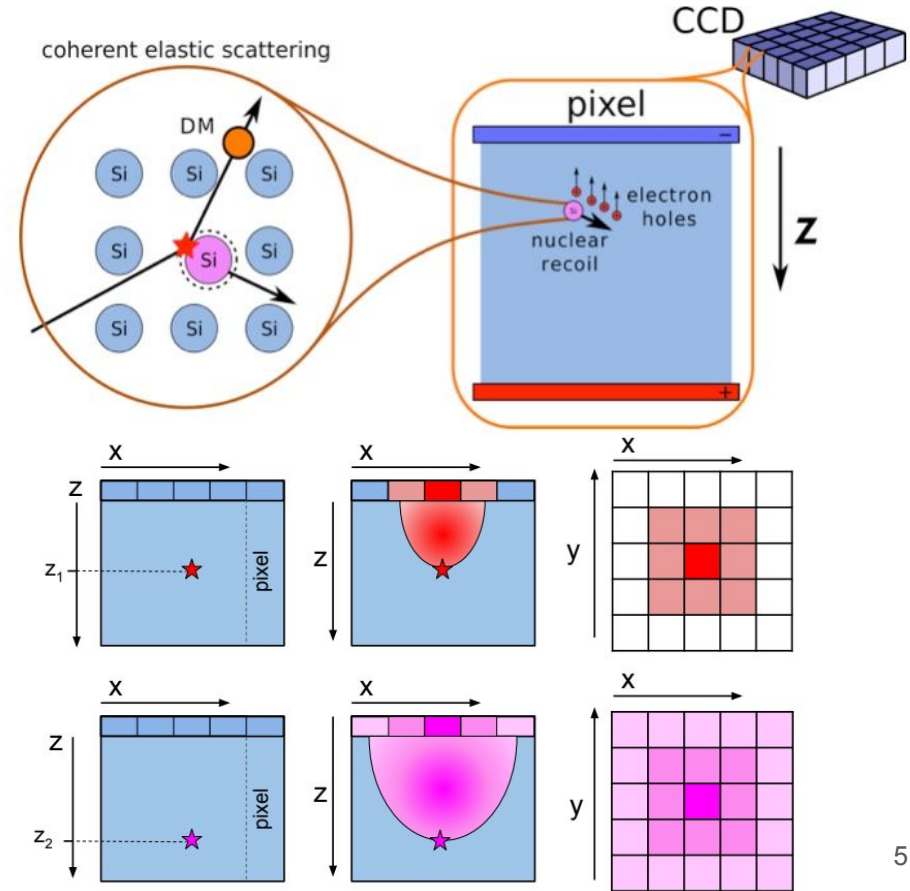 CCD
coherent elastic scattering
pixel
DM
−
Si Si Si
electron
holes
Si Si Si
Si
nuclear
recoil
z
Si Si Si
+
x
x
x
z
z
y
z₁
pixel
x
x
x
z
z
y
z₂
pixel
5